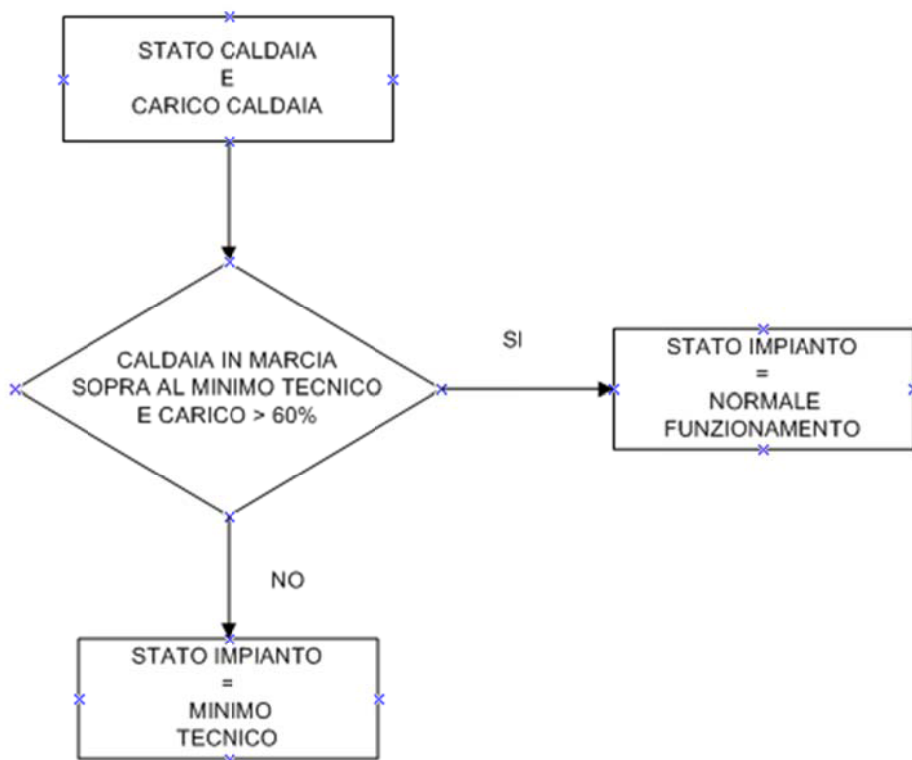 STATO CALDAIA
E
CARICO CALDAIA
CALDAIA IN MARCIA
SOPRA AL MINIMO TECNICO
E CARICO > 60%
SI
STATO IMPIANTO
=
NORMALE
FUNZIONAMENTO
NO
STATO IMPIANTO
=
MINIMO
TECNICO